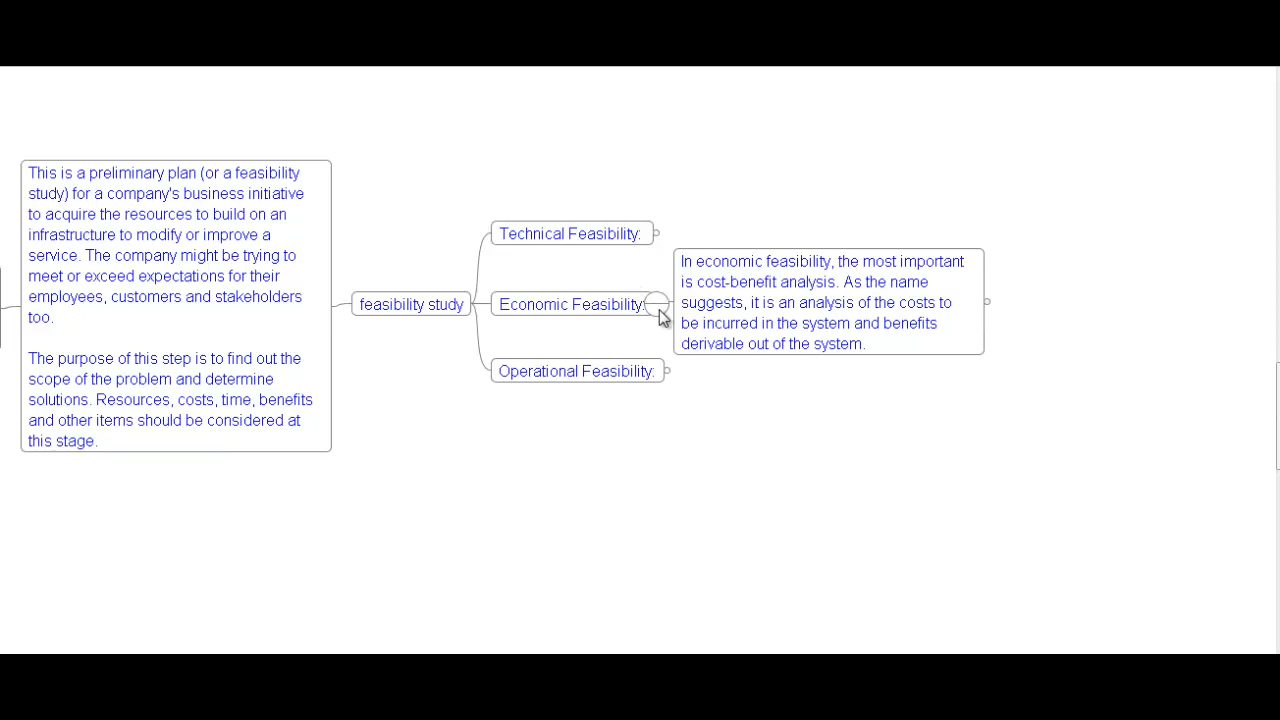 This is a preliminary plan (or a feasibility
study) for a company's business initiative
to acquire the resources to build on an
infrastructure to modify or improve a
service. The company might be trying to
meet or exceed expectations for their
employees, customers and stakeholders
too.
The purpose of this step is to find out the
scope of the problem and determine
solutions. Resources, costs, time, benefits
and other items should be considered at
this stage.
feasibility study
Technical Feasibility:
Economic Feasibility:
In economic feasibility, the most important
is cost-benefit analysis. As the name
suggests, it is an analysis of the costs to
be incurred in the system and benefits
derivable out of the system.
Operational Feasibility: